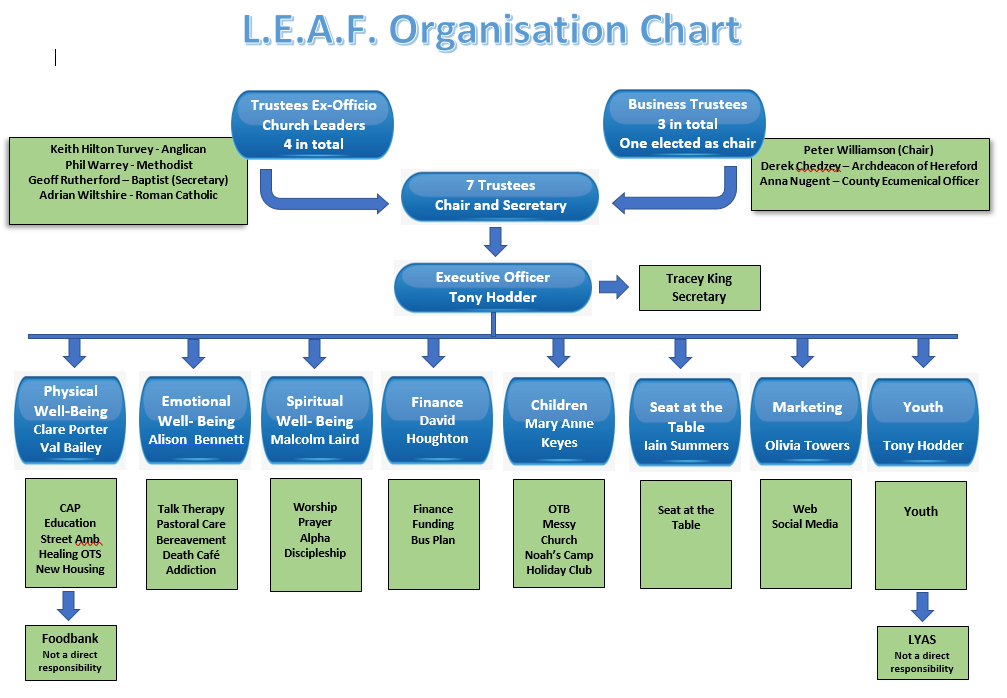 L.E.A.F. Organisation Chart
Trustees Ex-Officio
Church Leaders
4 in total
Business Trustees
3 in total
One elected as chair
Keith Hilton Turvey - Anglican
Phil Warrey - Methodist
Geoff Rutherford – Baptist (Secretary)
Adrian Wiltshire - Roman Catholic
Peter Williamson (Chair)
Derek Chedzey – Archdeacon of Hereford
Anna Nugent – County Ecumenical Officer
7 Trustees
Chair and Secretary
Executive Officer
Tony Hodder
Tracey King
Secretary
Physical
Well-Being
Clare Porter
Val Bailey
Emotional
Well- Being
Alison  Bennett
Spiritual
Well- Being
Malcolm Laird
Finance
David
Houghton
Children
Mary Anne
Keyes
Seat at the
Table
Iain Summers
Marketing
Olivia Towers
Youth
Tony Hodder
CAP
Education
Street Amb
Healing OTS
New Housing
Talk Therapy
Pastoral Care
Bereavement
Death Café
Addiction
Worship
Prayer
Alpha
Discipleship
Finance
Funding
Bus Plan
OTB
Messy
Church
Noah's Camp
Holiday Club
Seat at the
Table
Web
Social Media
Youth
Foodbank
Not a direct
responsibility
LYAS
Not a direct
responsibility